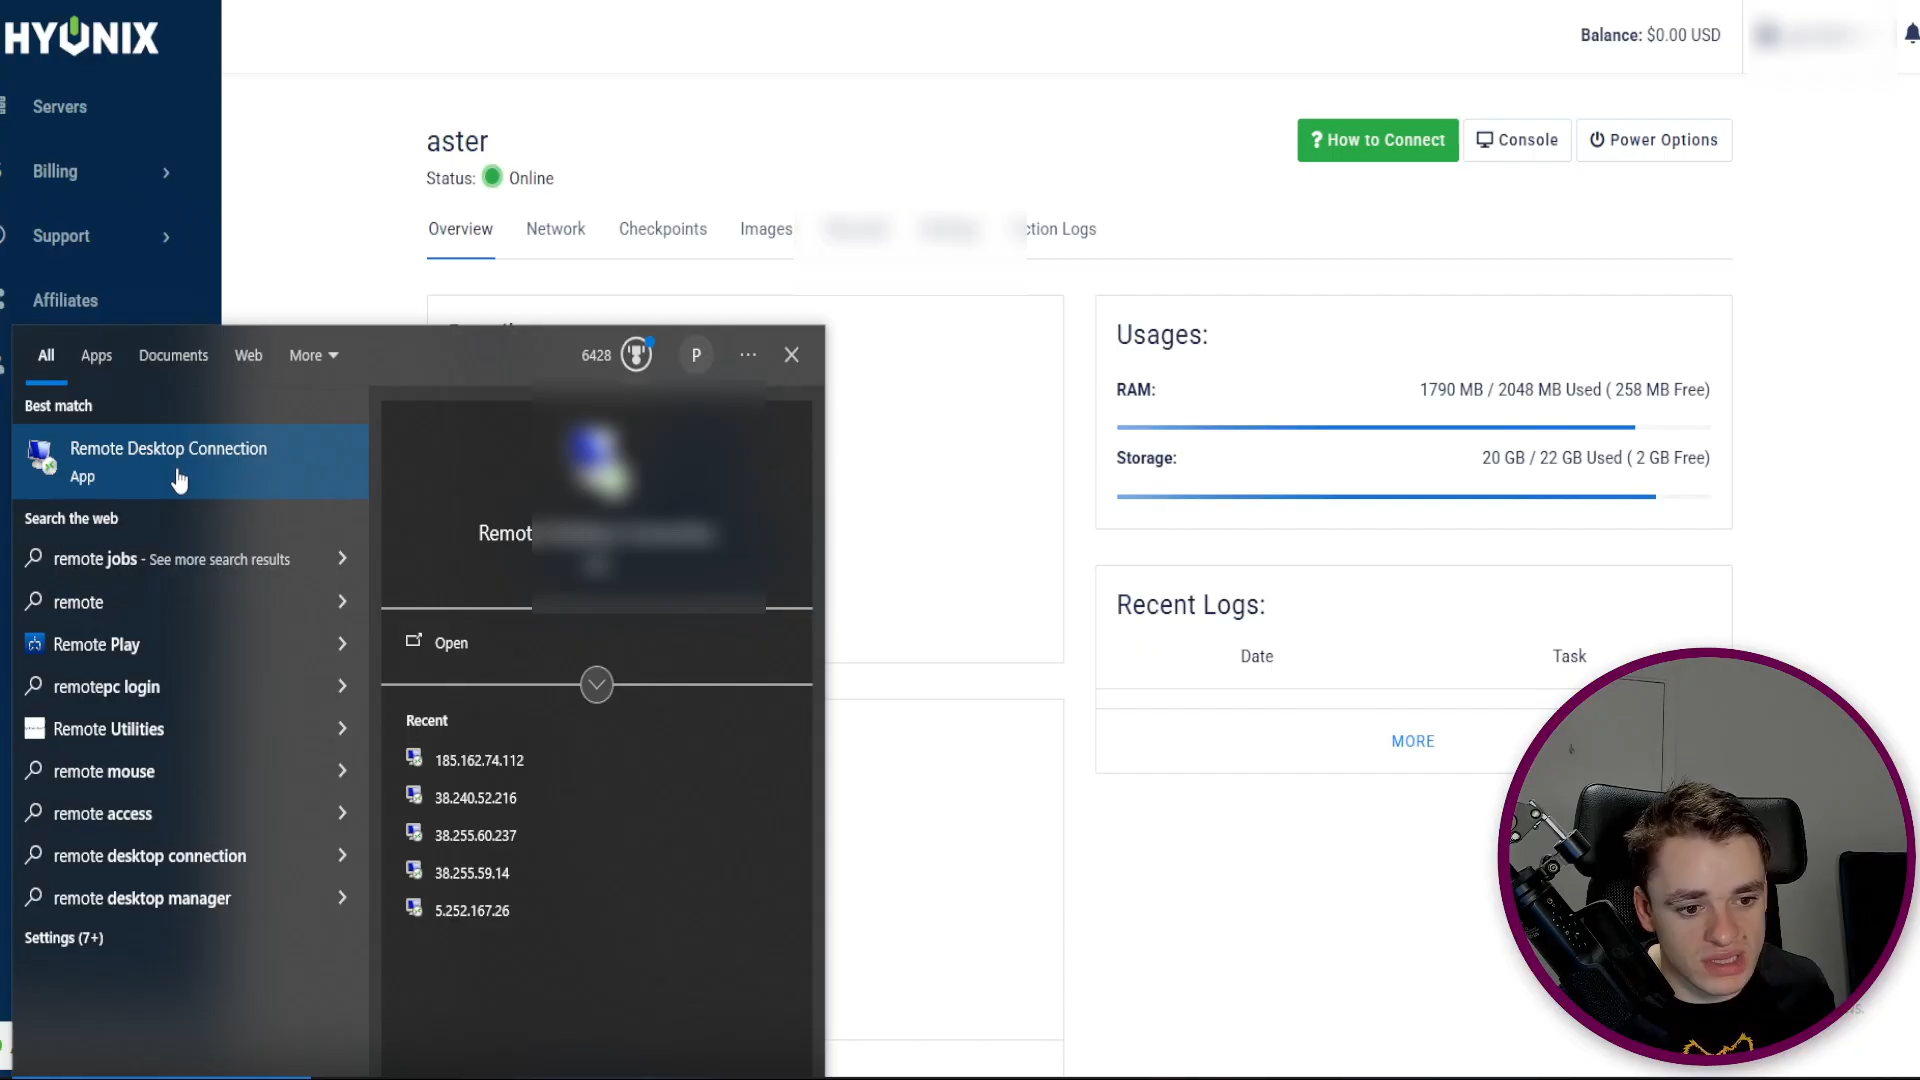 HYONIX
Balance: $0.00 USD
Servers
Billing
Support
Affiliates
aster
Status: Online
? How to Connect
Console
Power Options
Overview
Network
Checkpoints
Images
ction Logs
Usages:
RAM:
1790 MB / 2048 MB Used ( 258 MB Free)
Storage:
20 GB / 22 GB Used ( 2 GB Free)
Recent Logs:
Date
Task
MORE
All
Apps
Documents
Web
More
6428
P
Best match
Remote Desktop Connection
App
Search the web
remote jobs - See more search results
remote
Remote Play
remotepc login
Remote Utilities
remote mouse
remote access
remote desktop connection
remote desktop manager
Settings (7+)
Remot
Open
Recent
185.162.74.112
38.240.52.216
38.255.60.237
38.255.59.14
5.252.167.26